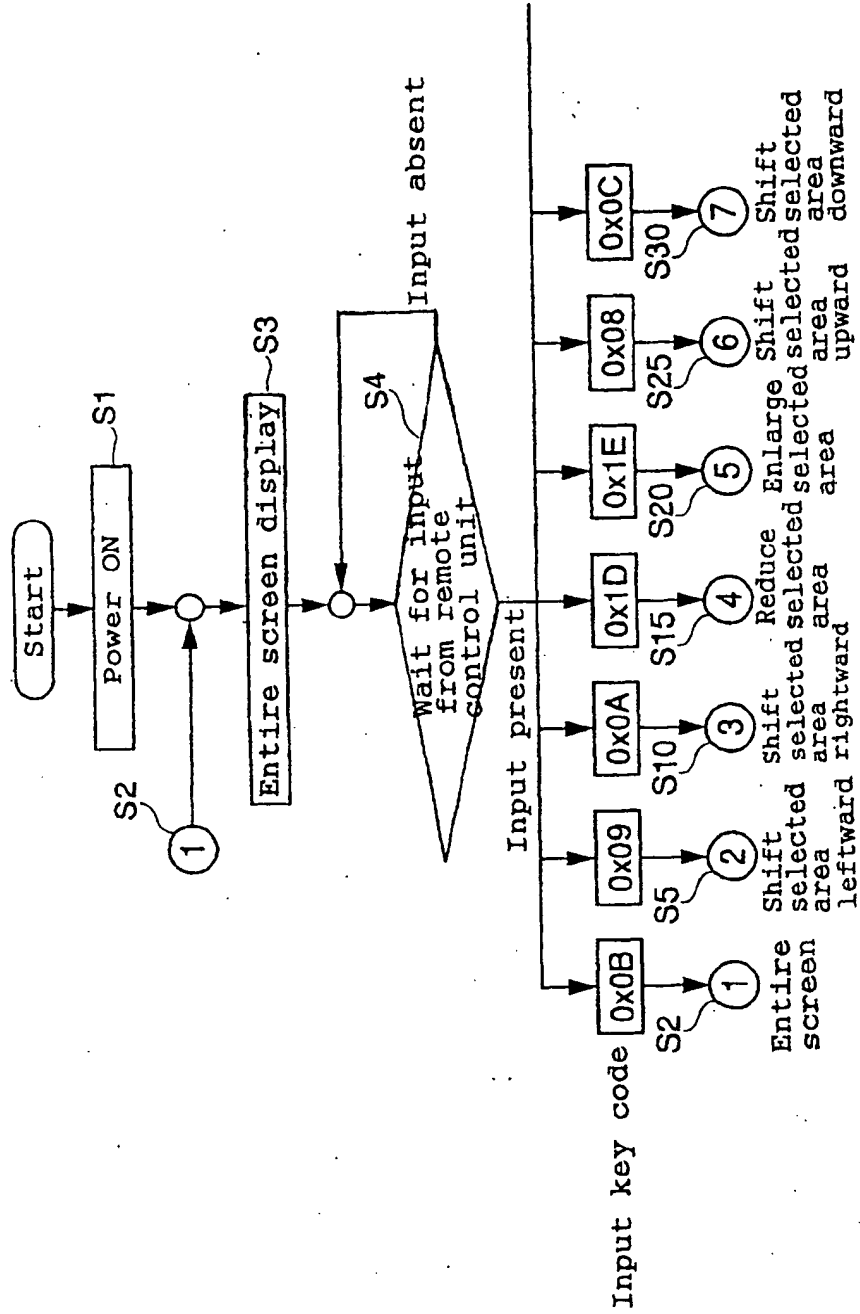 Start
Power ON
S1
S2
1
Entire screen display
S3
Wait for input
from remote
control unit
S4
Input absent
Input present
Input key code
0x0B
0x09
0x0A
0x1D
0x1E
0x08
0x0C
S2
S5
S10
S15
S20
S25
S30
1
2
3
4
5
6
7
Entire
screen
Shift
selected
area
leftward
Shift
selected
area
rightward
Reduce
selected
area
Enlarge
selected
area
Shift
selected
area
upward
Shift
selected
area
downward